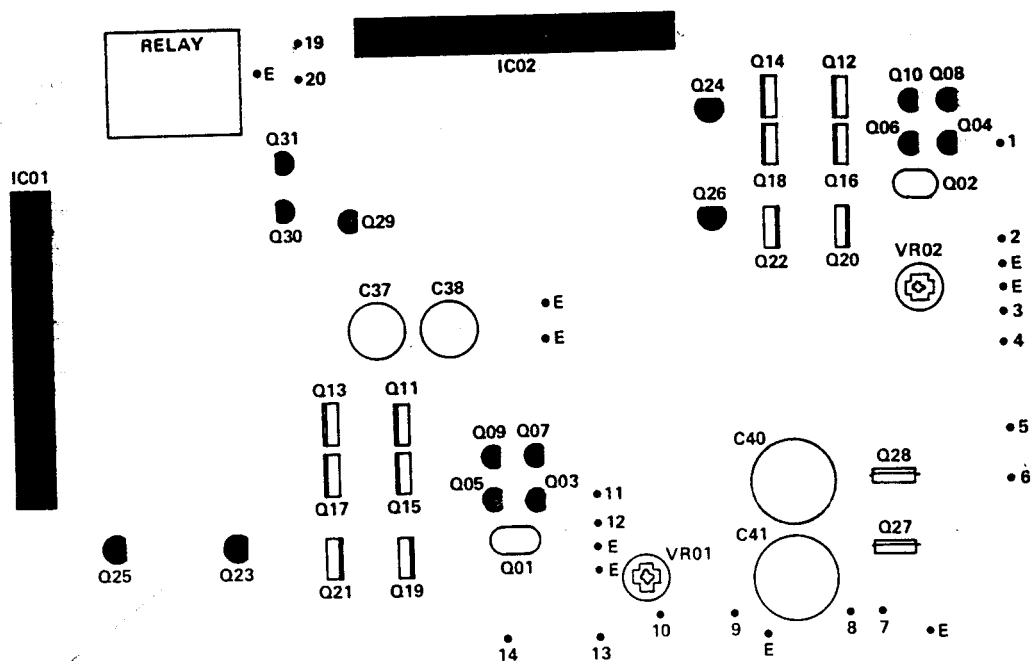 RELAY
19
E
20
IC02
Q14
Q12
Q10
Q08
Q24
Q06
Q04
1
Q31
IC01
Q18
Q16
Q02
Q26
Q30
Q29
2
VR02
E
Q22
Q20
E
C37
C38
E
3
E
4
Q13
Q11
5
Q09
Q07
C40
Q28
6
Q05
Q03
11
Q17
Q15
12
C41
Q27
E
VR01
E
Q25
Q23
Q21
Q19
Q01
10
9
8
7
E
E
14
13